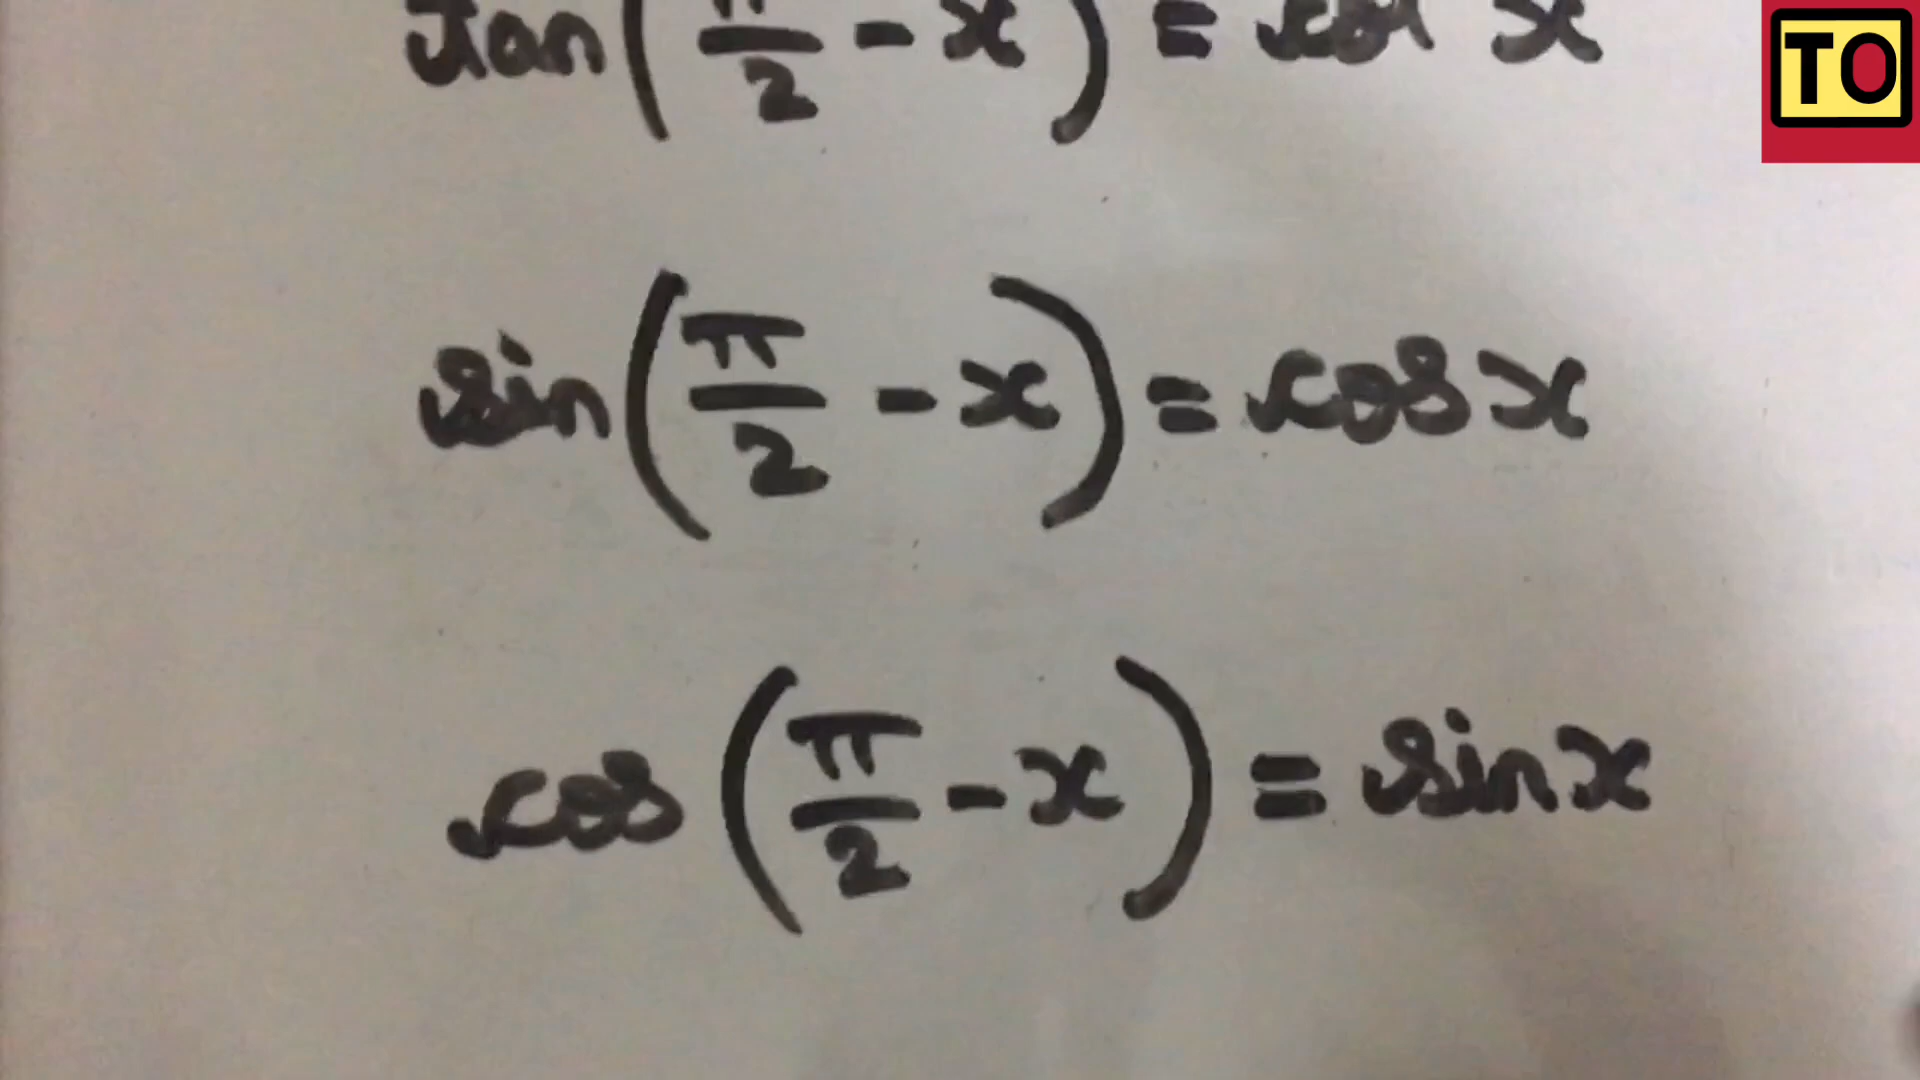 TO
tan(π/2 - x) = cot x
sin(π/2 - x) = cos x
cos(π/2 - x) = sin x